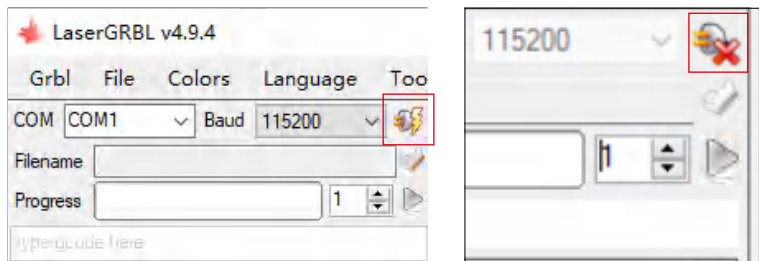 LaserGRBL v4.9.4
Grbl File Colors Language Too
COM COM1 Baud 115200
Filename
Progress 1
type gcode here
115200
1